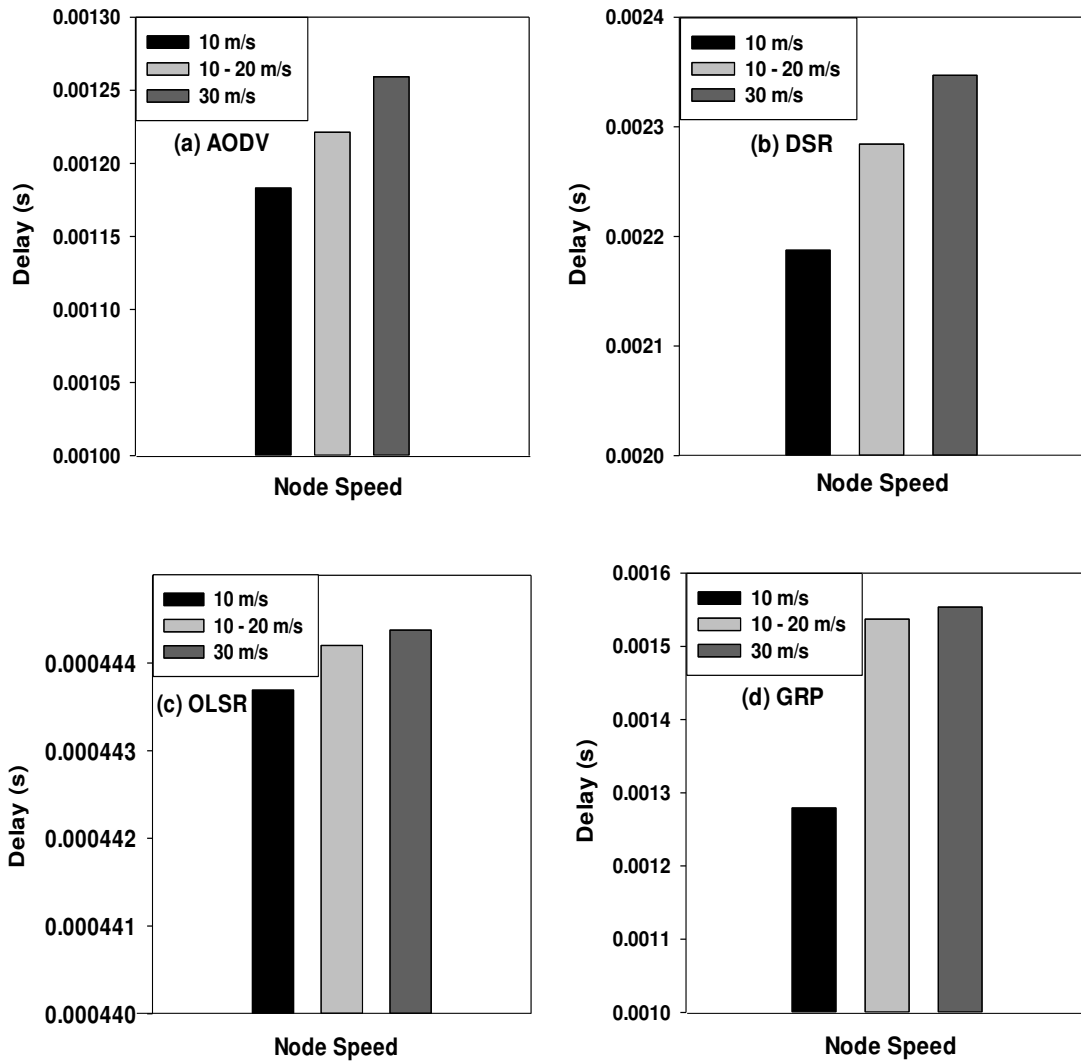 0.00130
0.00125
0.00120
0.00115
0.00110
0.00105
0.00100
Delay (s)
10 m/s
10 - 20 m/s
30 m/s
(a) AODV
Node Speed
0.0024
0.0023
0.0022
0.0021
0.0020
Delay (s)
10 m/s
10 - 20 m/s
30 m/s
(b) DSR
Node Speed
0.000444
0.000443
0.000442
0.000441
0.000440
Delay (s)
10 m/s
10 - 20 m/s
30 m/s
(c) OLSR
Node Speed
0.0016
0.0015
0.0014
0.0013
0.0012
0.0011
0.0010
Delay (s)
10 m/s
10 - 20 m/s
30 m/s
(d) GRP
Node Speed